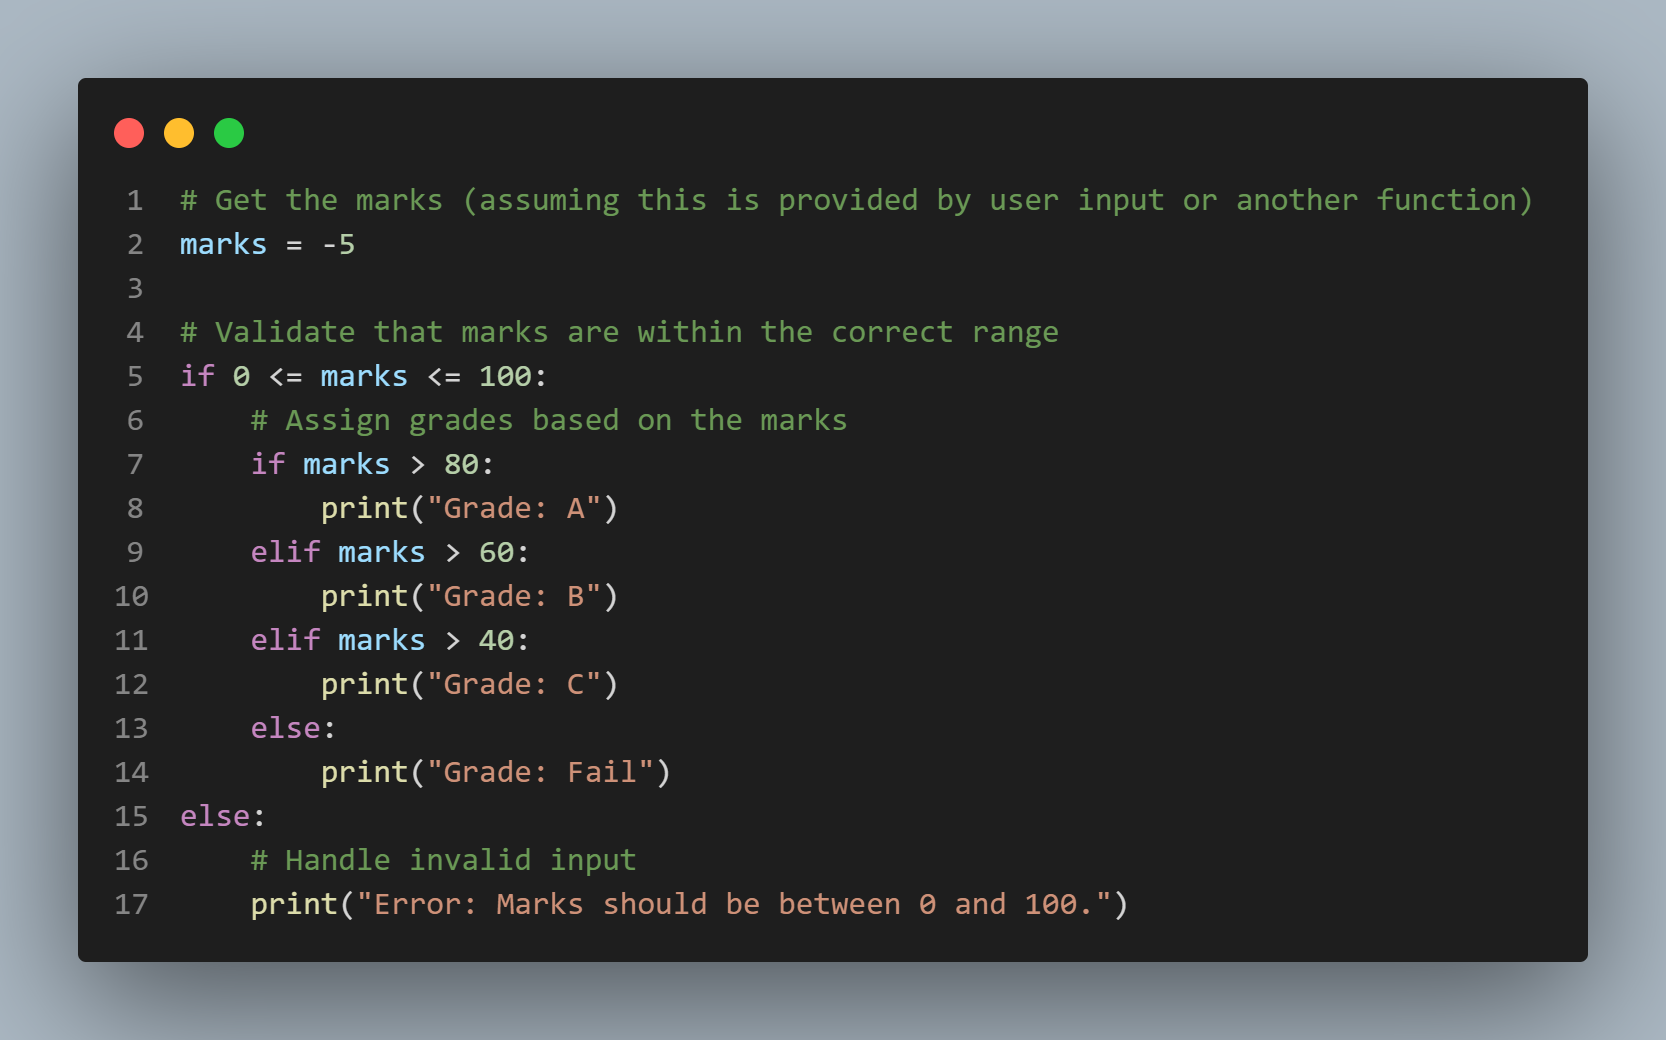 1 # Get the marks (assuming this is provided by user input or another function)
2 marks = -5
3
4 # Validate that marks are within the correct range
5 if 0 <= marks <= 100:
6     # Assign grades based on the marks
7     if marks > 80:
8         print("Grade: A")
9     elif marks > 60:
10         print("Grade: B")
11     elif marks > 40:
12         print("Grade: C")
13     else:
14         print("Grade: Fail")
15 else:
16     # Handle invalid input
17     print("Error: Marks should be between 0 and 100.")